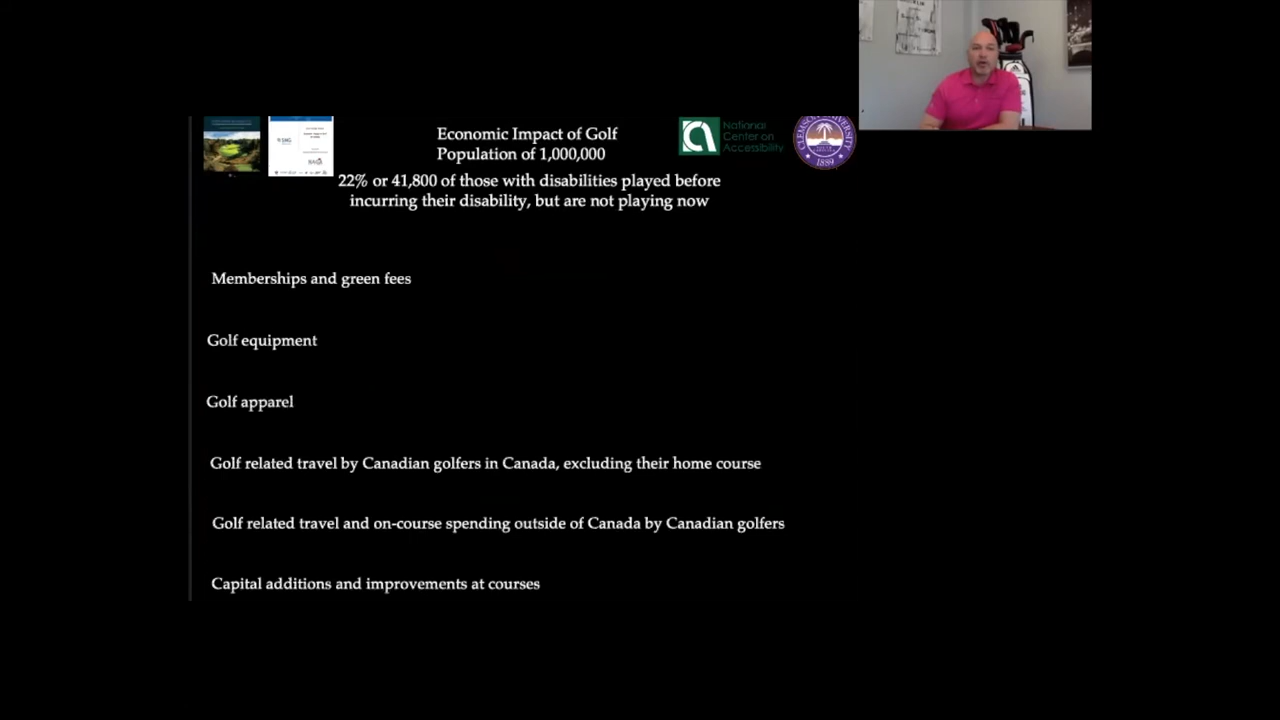 Economic Impact of Golf
Population of 1,000,000
National
Center on
Accessibility
CLEMSON UNIVERSITY
1889
22% or 41,800 of those with disabilities played before
incurring their disability, but are not playing now
Memberships and green fees
Golf equipment
Golf apparel
Golf related travel by Canadian golfers in Canada, excluding their home course
Golf related travel and on-course spending outside of Canada by Canadian golfers
Capital additions and improvements at courses